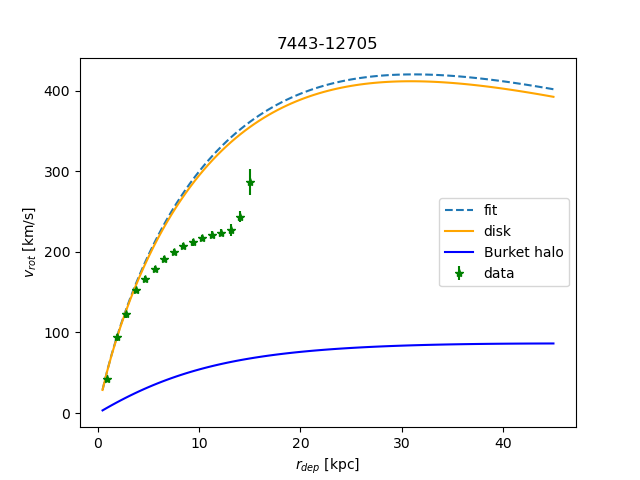 7443-12705
400
300
200
100
0
v_rot [km/s]
fit
disk
Burket halo
data
0 10 20 30 40
r_dep [kpc]